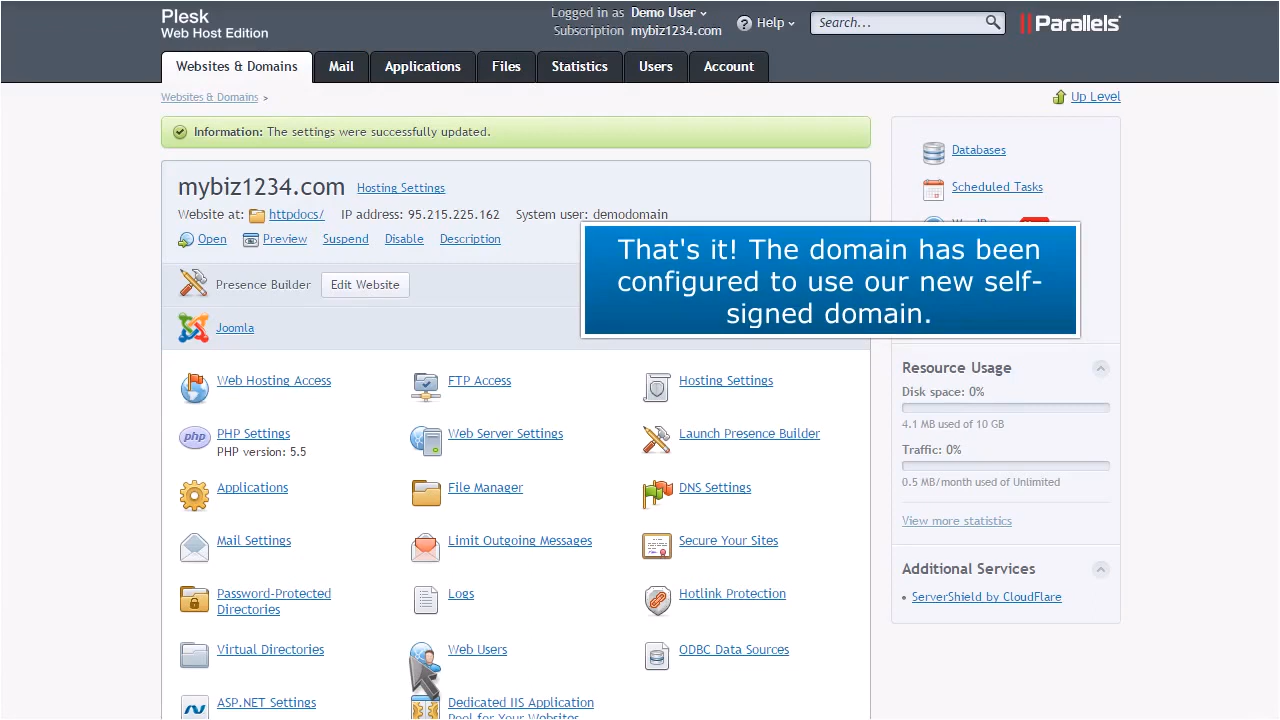 Plesk
Web Host Edition
Logged in as Demo User
Subscription mybiz1234.com
Help
Search...
Parallels
Websites & Domains
Mail
Applications
Files
Statistics
Users
Account
Websites & Domains >
Up Level
Information: The settings were successfully updated.
mybiz1234.com Hosting Settings
Website at: httpdocs/ IP address: 95.215.225.162 System user: demodomain
Open Preview Suspend Disable Description
Presence Builder Edit Website
Joomla
That's it! The domain has been
configured to use our new self-
signed domain.
Web Hosting Access
FTP Access
Hosting Settings
PHP Settings
PHP version: 5.5
Web Server Settings
Launch Presence Builder
Applications
File Manager
DNS Settings
Mail Settings
Limit Outgoing Messages
Secure Your Sites
Password-Protected
Directories
Logs
Hotlink Protection
Virtual Directories
Web Users
ODBC Data Sources
ASP.NET Settings
Dedicated IIS Application
Pool for Your Websites
Databases
Scheduled Tasks
Resource Usage
Disk space: 0%
4.1 MB used of 10 GB
Traffic: 0%
0.5 MB/month used of Unlimited
View more statistics
Additional Services
ServerShield by CloudFlare